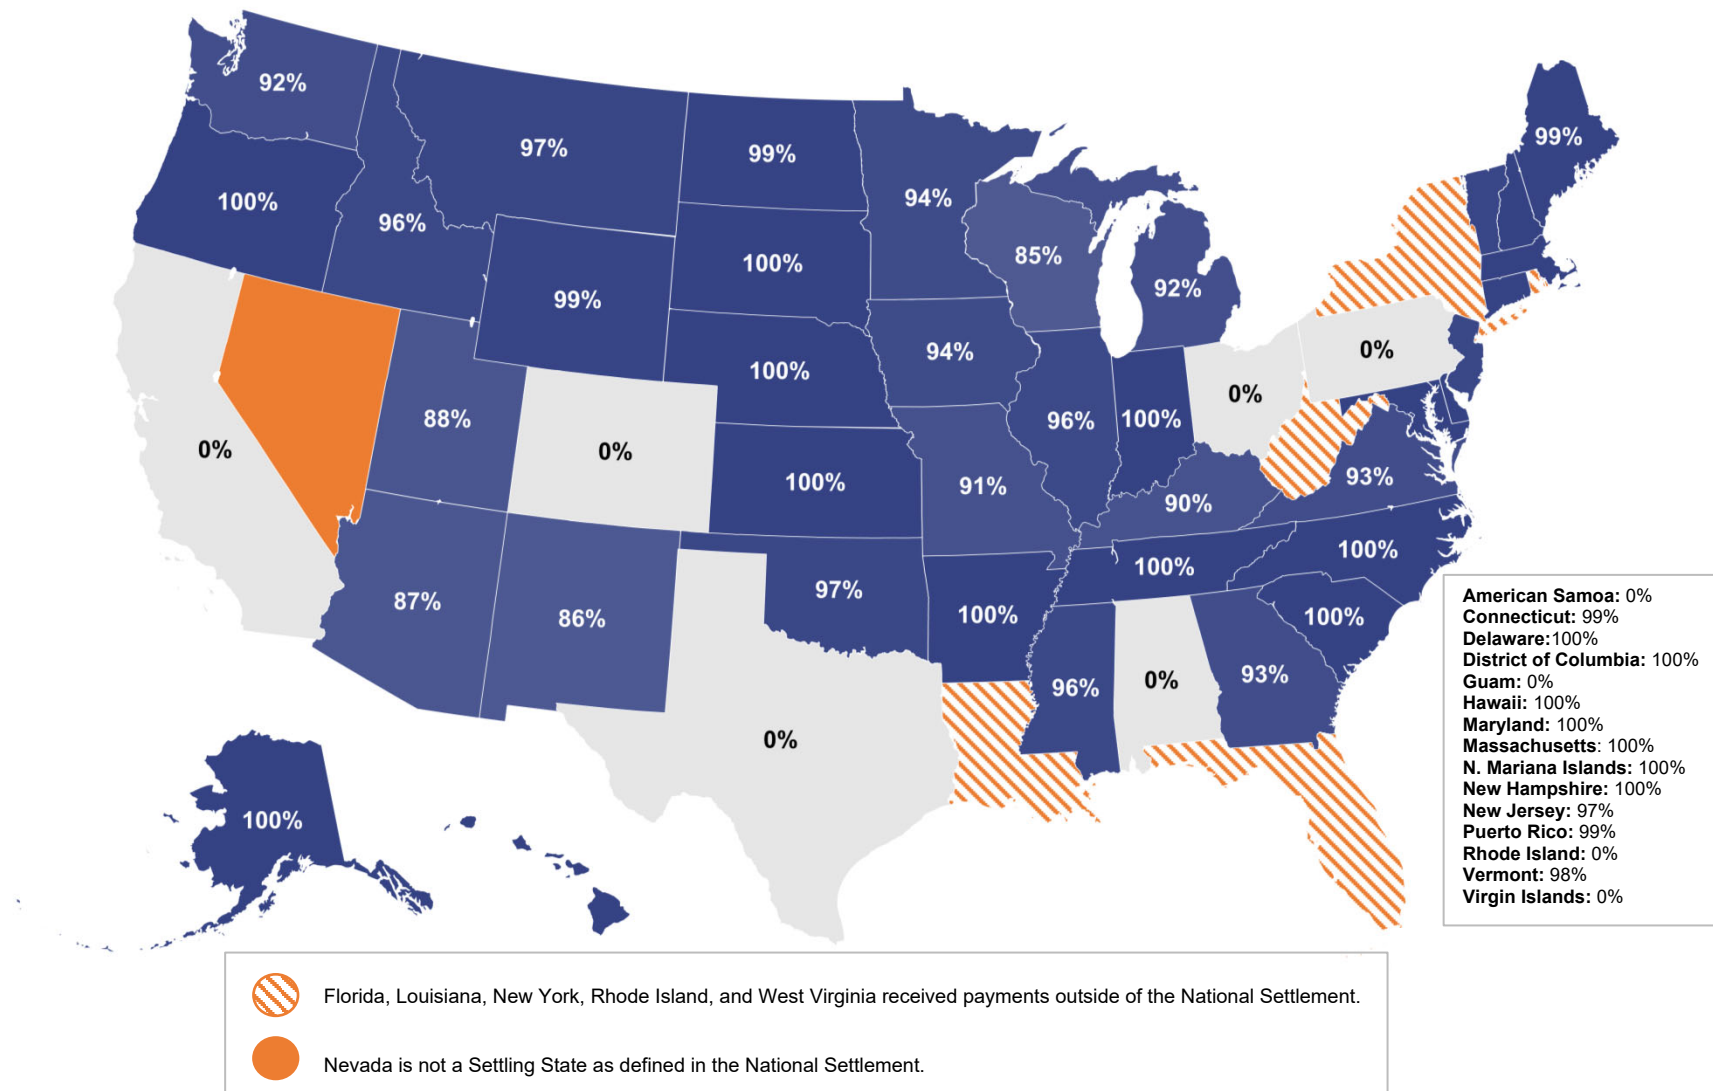 92%
97%
99%
99%
100%
96%
94%
100%
85%
92%
99%
94%
0%
100%
0%
88%
96%
100%
0%
0%
100%
91%
90%
93%
100%
100%
87%
86%
97%
100%
100%
96%
0%
93%
0%
100%
American Samoa: 0%
Connecticut: 99%
Delaware:100%
District of Columbia: 100%
Guam: 0%
Hawaii: 100%
Maryland: 100%
Massachusetts: 100%
N. Mariana Islands: 100%
New Hampshire: 100%
New Jersey: 97%
Puerto Rico: 99%
Rhode Island: 0%
Vermont: 98%
Virgin Islands: 0%
Florida, Louisiana, New York, Rhode Island, and West Virginia received payments outside of the National Settlement.
Nevada is not a Settling State as defined in the National Settlement.